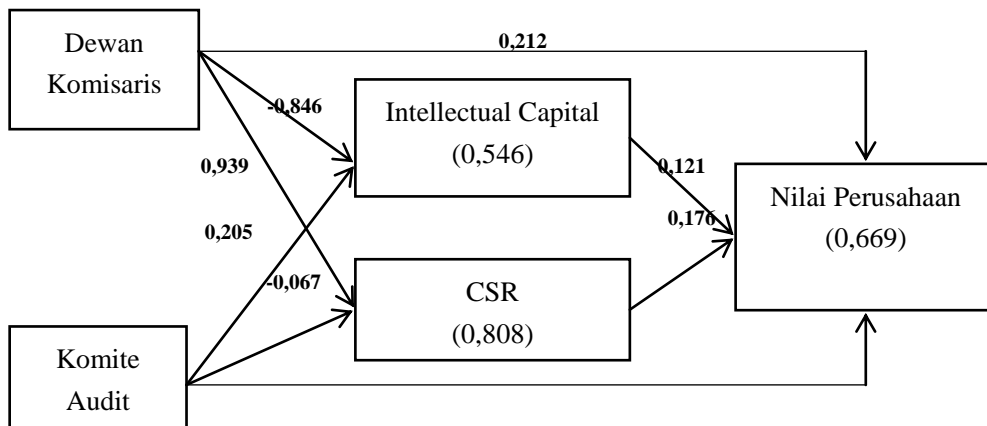 Dewan
Komisaris
0,212
-0,846
Intellectual Capital
(0,546)
0,939
0,121
Nilai Perusahaan
(0,669)
0,176
0,205
-0,067
CSR
(0,808)
Komite
Audit